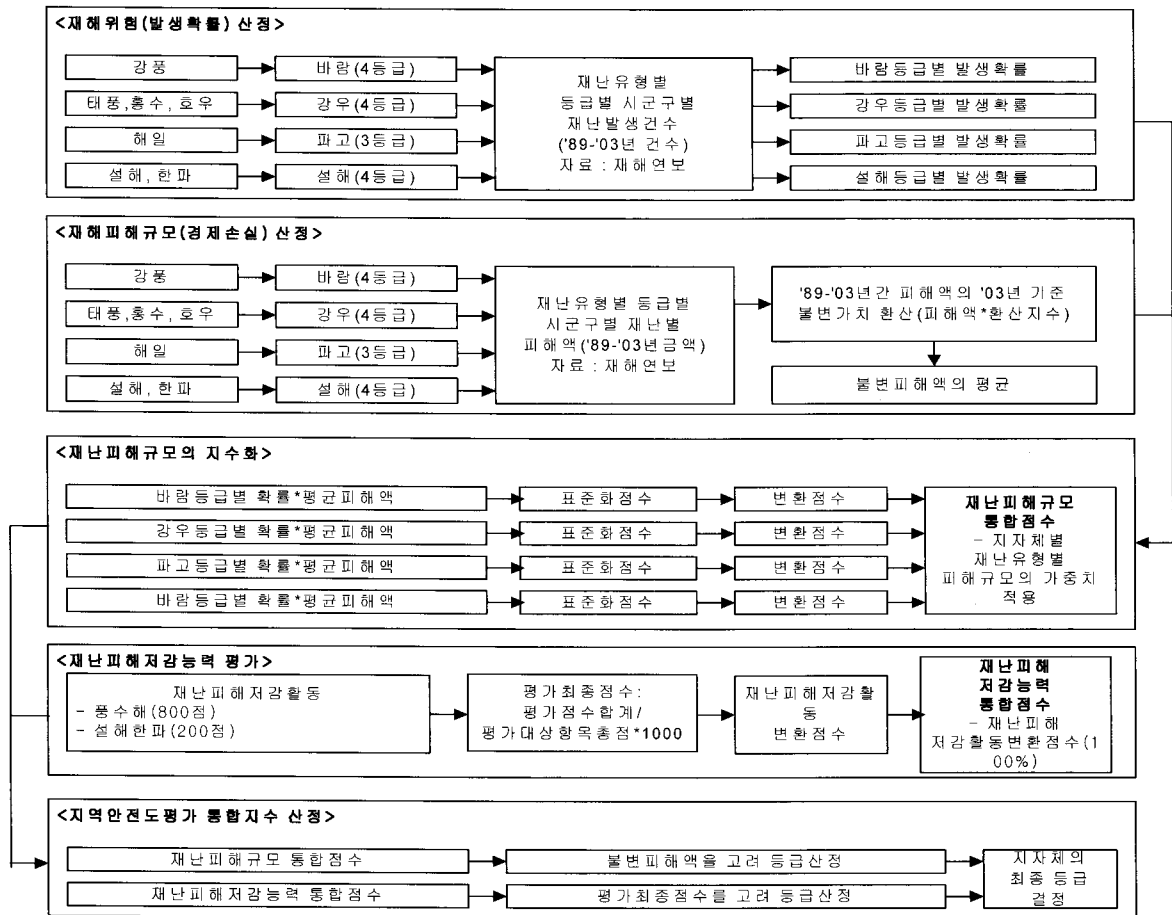 <재해위험(발생확률) 산정>
강풍
바람(4등급)
태풍,홍수, 호우
강우(4등급)
해일
파고(3등급)
설해, 한파
설해(4등급)
재난유형별
등급별 시군구별
재난발생건수
('89-'03년 건수)
자료 : 재해연보
바람등급별 발생확률
강우등급별 발생확률
파고등급별 발생확률
설해등급별 발생확률
<재해피해규모(경제손실) 산정>
강풍
바람(4등급)
태풍,홍수, 호우
강우(4등급)
해일
파고(3등급)
설해, 한파
설해(4등급)
재난유형별 등급별
시군구별 재난별
피해액('89-'03년금액)
자료 : 재해연보
'89-'03년간 피해액의 '03년 기준
불변가치 환산(피해액*환산지수)
불변피해액의 평균
<재난피해규모의 지수화>
바람등급별 확률*평균피해액
표준화점수
변환점수
강우등급별 확률*평균피해액
표준화점수
변환점수
파고등급별 확률*평균피해액
표준화점수
변환점수
바람등급별 확률*평균피해액
표준화점수
변환점수
재난피해규모
통합점수
- 지자체별
재난유형별
피해규모의 가중치
적용
<재난피해저감능력 평가>
재난피해저감활동
- 풍수해(800점)
- 설해한파(200점)
평가최종점수:
평가점수합계/
평가대상항목총점*1000
재난피해저감활
동
변환점수
재난피해
저감능력
통합점수
- 재난피해
저감활동변환점수(1
00%)
<지역안전도평가 통합지수 산정>
재난피해규모 통합점수
불변피해액을 고려 등급산정
재난피해저감능력 통합점수
평가최종점수를 고려 등급산정
지자체의
최종 등급
결정